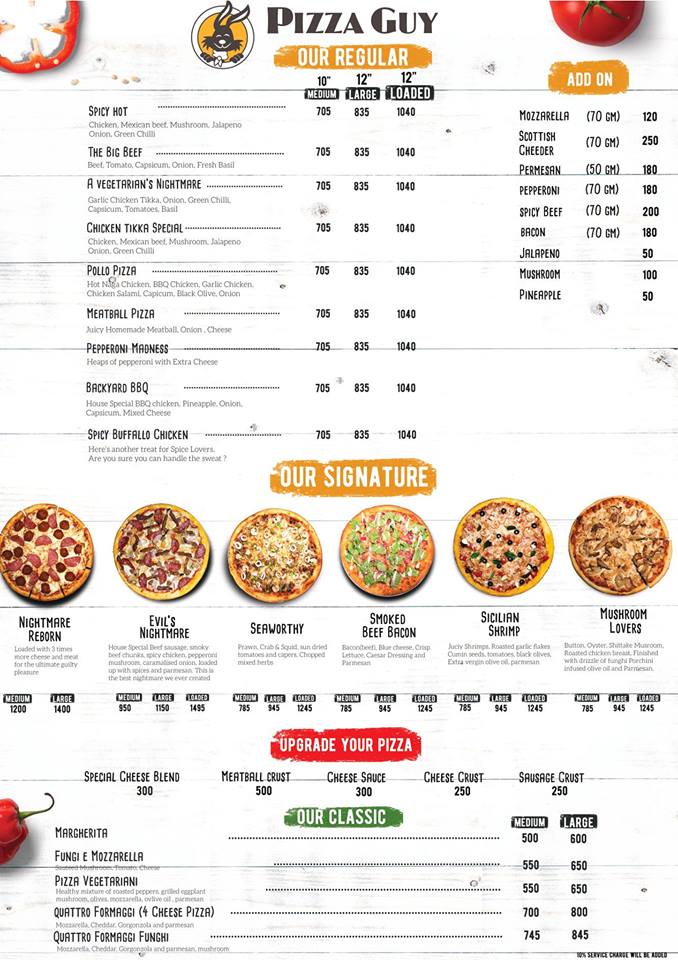 PIZZA GUY
OUR REGULAR
10" 12" 12"
MEDIUM LARGE LOADED
SPICY HOT 705 835 1040
Chicken, Mexican beef, Mushroom, Jalapeno
Onion, Green Chilli
THE BIG BEEF 705 835 1040
Beef, Tomato, Capsicum, Onion, Fresh Basil
A VEGETARIAN'S NIGHTMARE 705 835 1040
Garlic Chicken Tikka, Onion, Green Chilli,
Capsicum, Tomatoes, Basil
CHICKEN TIKKA SPECIAL 705 835 1040
Chicken, Mexican beef, Mushroom, Jalapeno
Onion, Green Chilli
POLLO PIZZA 705 835 1040
Hot Naga Chicken, BBQ Chicken, Garlic Chicken,
Chicken Salami, Capicum, Black Olive, Onion
MEATBALL PIZZA 705 835 1040
Juicy Homemade Meatball, Onion , Cheese
PEPPERONI MADNESS 705 835 1040
Heaps of pepperoni with Extra Cheese
BACKYARD BBQ 705 835 1040
House Special BBQ chicken, Pineapple, Onion,
Capsicum, Mixed Cheese
SPICY BUFFALLO CHICKEN 705 835 1040
Here's another treat for Spice Lovers.
Are you sure you can handle the sweat ?
ADD ON
MOZZARELLA (70 GM) 120
SCOTTISH
CHEEDER (70 GM) 250
PERMESAN (50 GM) 180
PEPPERONI (70 GM) 180
SPICY BEEF (70 GM) 200
BACON (70 GM) 180
JALAPENO 50
MUSHROOM 100
PINEAPPLE 50
OUR SIGNATURE
NIGHTMARE
REBORN
Loaded with 3 times
more cheese and meat
for the ultimate guilty
pleasure
MEDIUM LARGE
1200 1400
EVIL'S
NIGHTMARE
House Special Beef sausage, smoky
beef chunks, spicy chicken, pepperoni
mushroom, caramalised onion, loaded
up with spices and parmesan. This is
the best nightmare we ever created
MEDIUM LARGE LOADED
950 1150 1495
SEAWORTHY
Prawn, Crab & Squid, sun dried
tomatoes and capers. Chopped
mixed herbs
MEDIUM LARGE LOADED
785 945 1245
SMOKED
BEEF BACON
Bacon(beef), Blue cheese, Crisp
Lettuce, Caesar Dressing and
Parmesan
MEDIUM LARGE LOADED
785 945 1245
SICILIAN
SHRIMP
Jucly Shrimps, Roasted garlic flakes
Cumin seeds, tomatoes, black olives,
Extra vergin olive oil, parmesan
MEDIUM LARGE LOADED
785 945 1245
MUSHROOM
LOVERS
Button, Oyster, Shittake Musroom,
Roasted chicken breast, Finished
with drizzle of funghi Porchini
infused olive oil and Parmesan.
MEDIUM LARGE LOADED
785 945 1245
UPGRADE YOUR PIZZA
SPECIAL CHEESE BLEND MEATBALL CRUST CHEESE SAUCE CHEESE CRUST SAUSAGE CRUST
300 500 300 250 250
OUR CLASSIC
MEDIUM LARGE
MARGHERITA 500 600
FUNGI E MOZZARELLA 550 650
Sauteed Mushroom, Tomato, Cheese
PIZZA VEGETARIANI 550 650
Healthy mixture of roasted peppers, grilled eggplant
mushroom, olives, mozzarella, ovlive oil , parmesan
QUATTRO FORMAGGI (4 CHEESE PIZZA) 700 800
Mozzarella, Cheddar, Gorgonzola and parmesan
QUATTRO FORMAGGI FUNGHI 745 845
Mozzarella, Cheddar, Gorgonzola and parmesan, mushroom
10% SERVICE CHARGE WILL BE ADDED